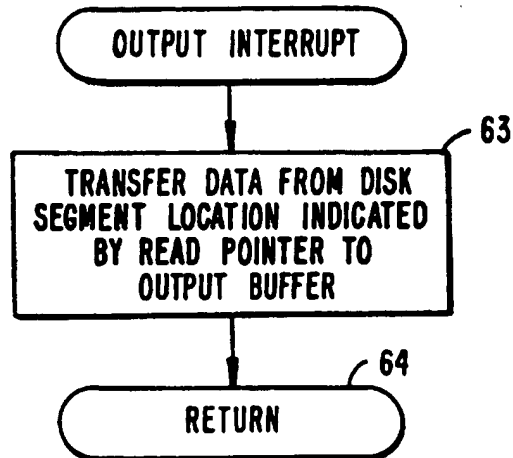 OUTPUT INTERRUPT
63
TRANSFER DATA FROM DISK
SEGMENT LOCATION INDICATED
BY READ POINTER TO
OUTPUT BUFFER
64
RETURN